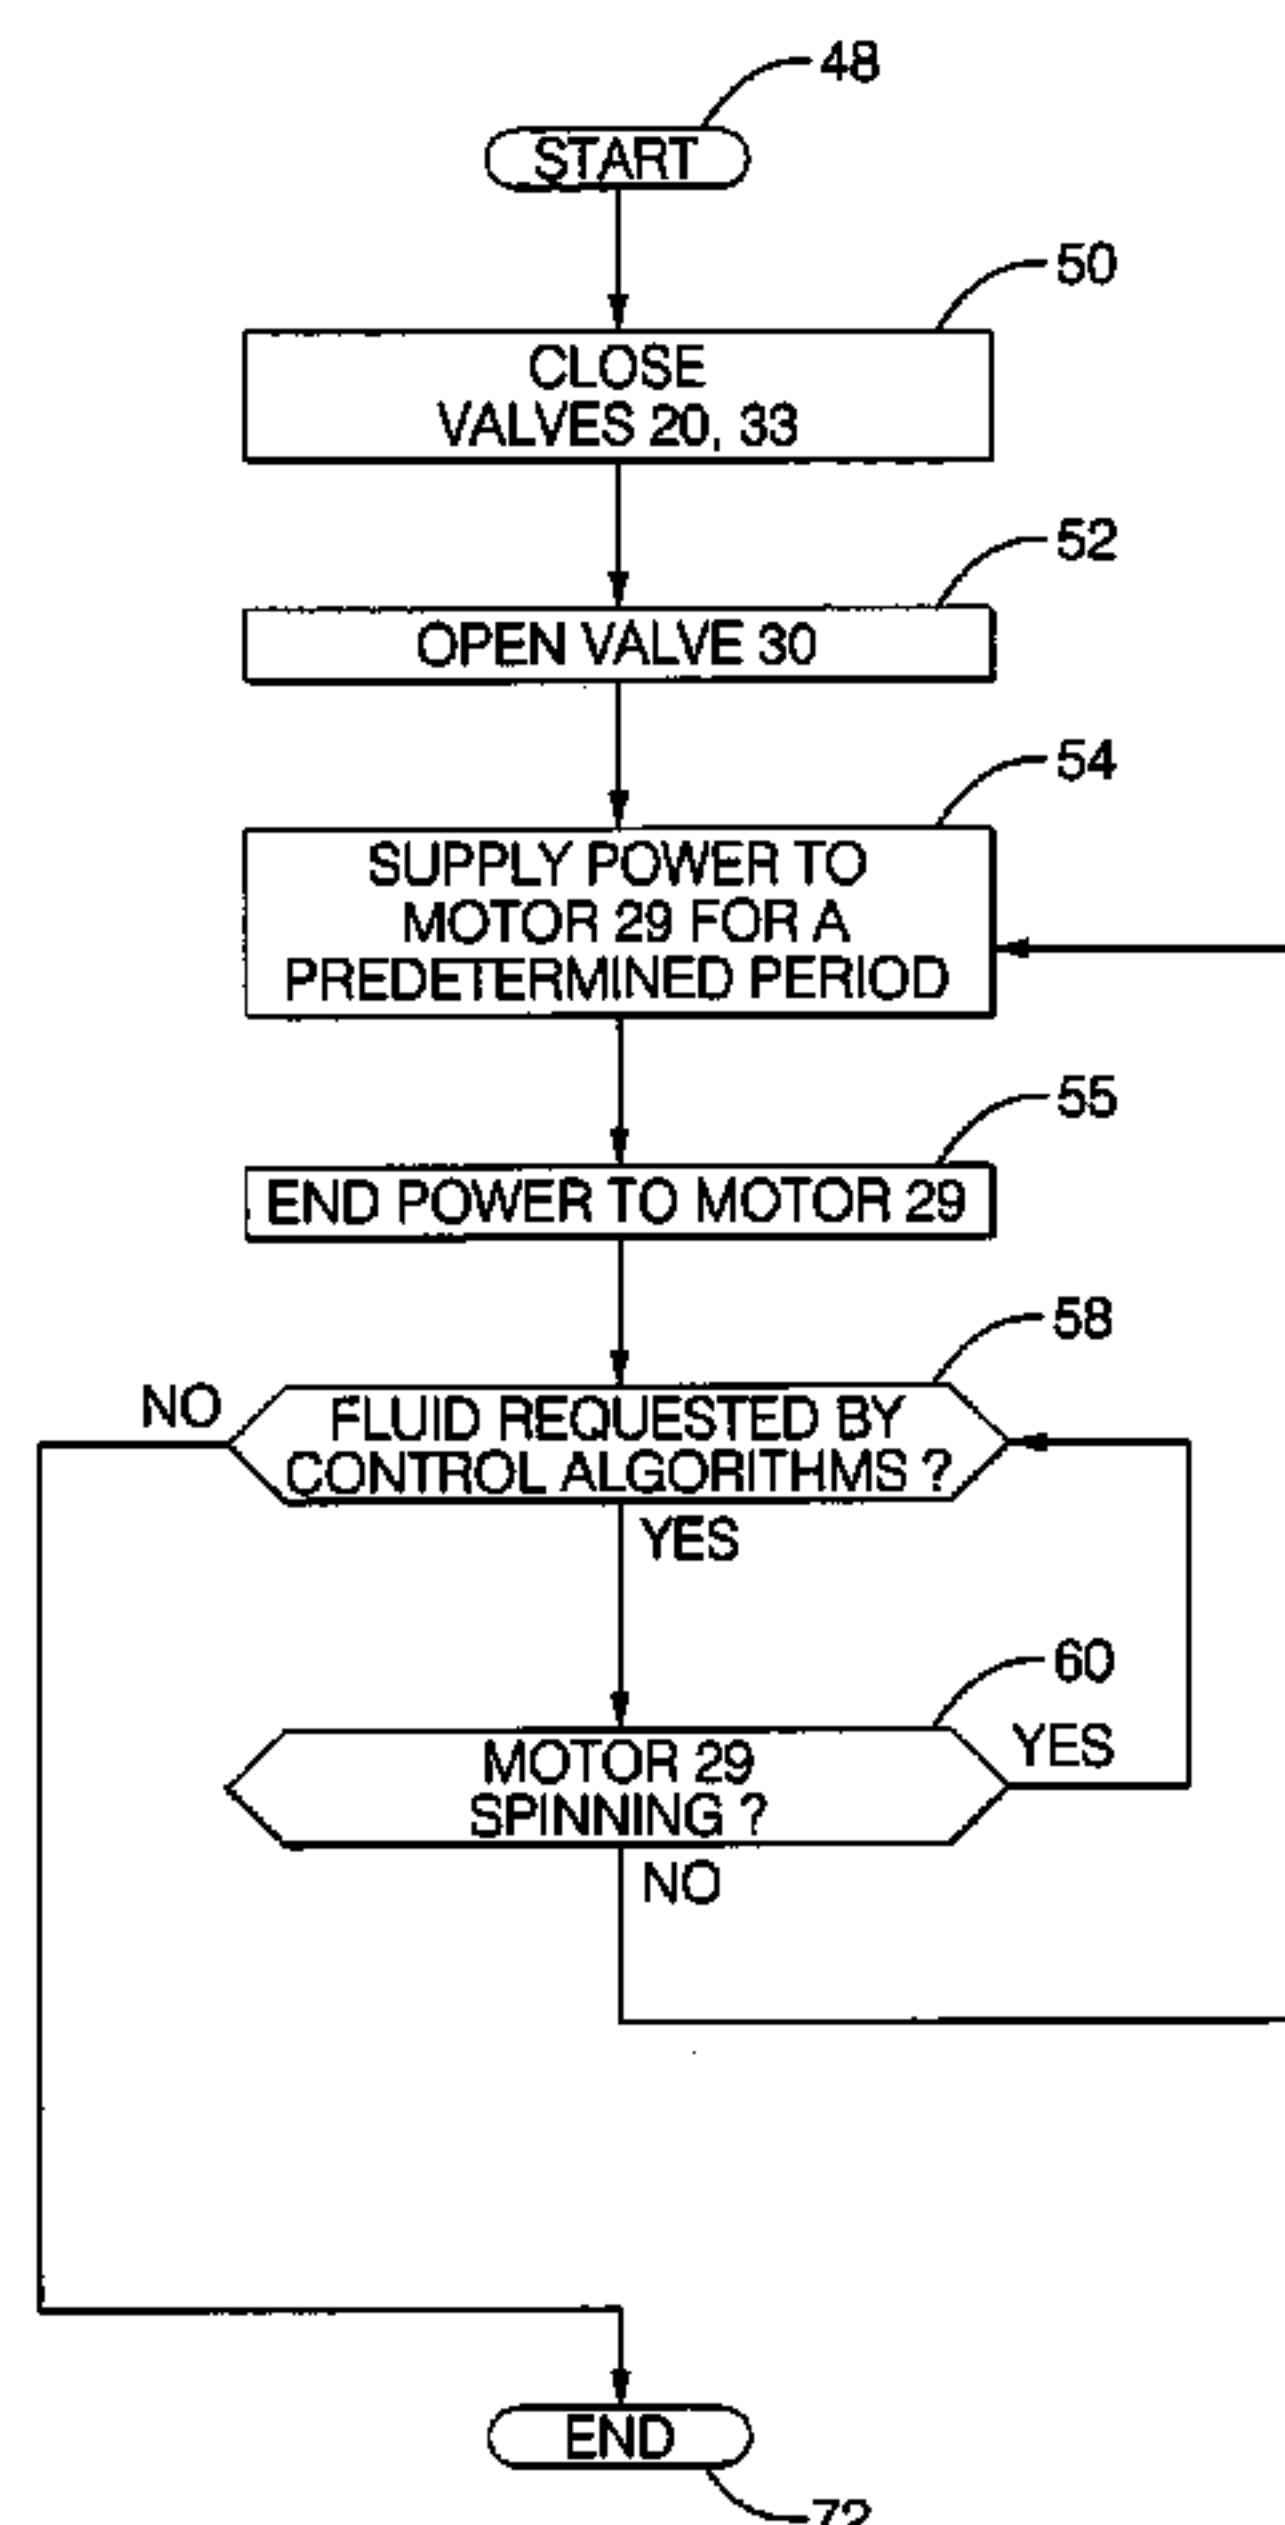 48
START
50
CLOSE
VALVES 20, 33
52
OPEN VALVE 30
54
SUPPLY POWER TO
MOTOR 29 FOR A
PREDETERMINED PERIOD
55
END POWER TO MOTOR 29
58
NO
FLUID REQUESTED BY
CONTROL ALGORITHMS ?
YES
60
MOTOR 29
SPINNING ?
YES
NO
END
72